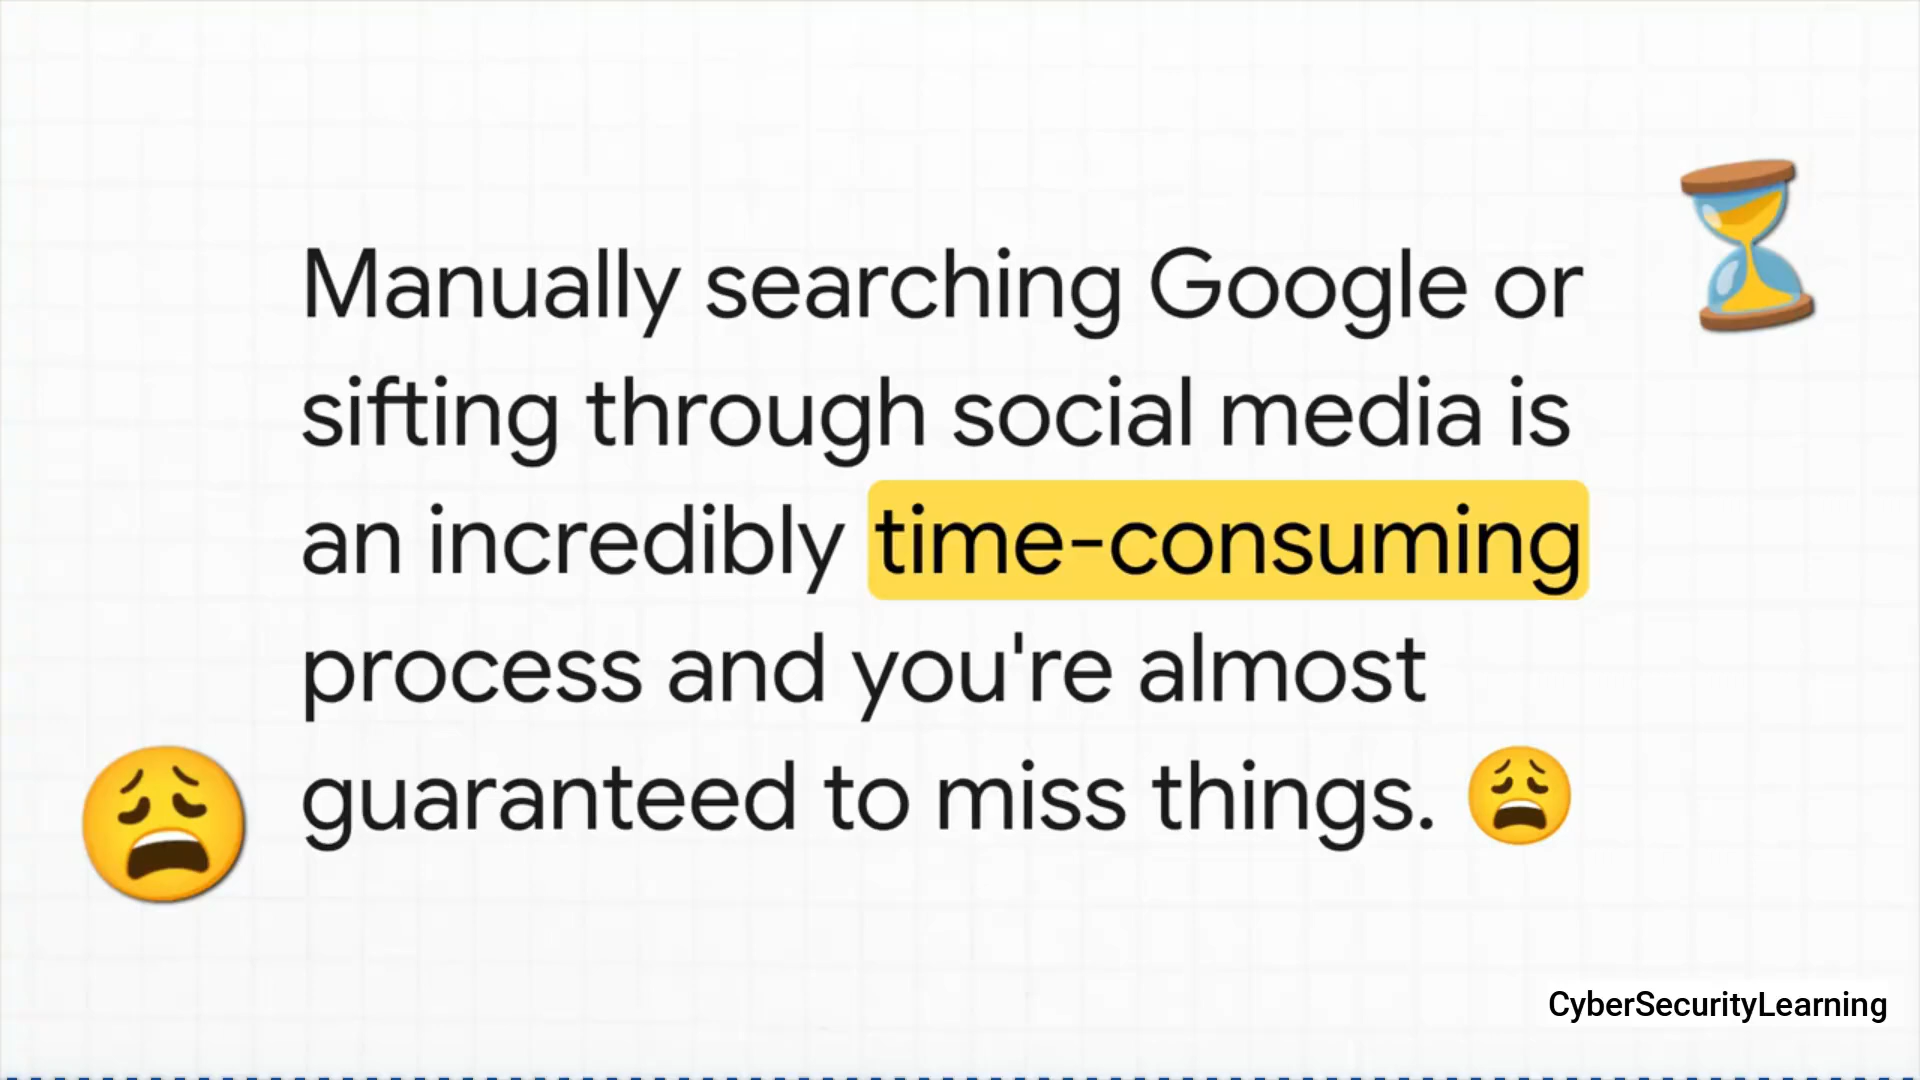 Manually searching Google or
sifting through social media is
an incredibly time-consuming
process and you're almost
guaranteed to miss things. 😩
CyberSecurityLearning